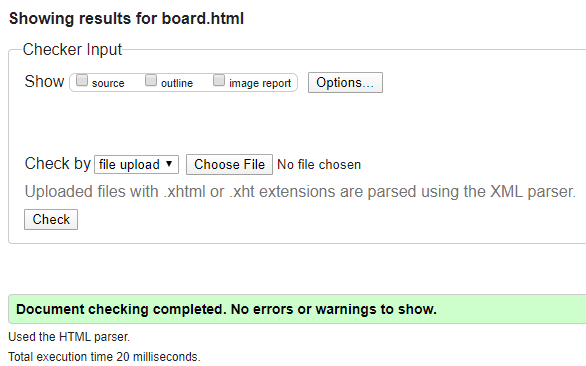 Showing results for board.html
Checker Input
Show source outline image report Options...
Check by file upload Choose File No file chosen
Uploaded files with .xhtml or .xht extensions are parsed using the XML parser.
Check
Document checking completed. No errors or warnings to show.
Used the HTML parser.
Total execution time 20 milliseconds.